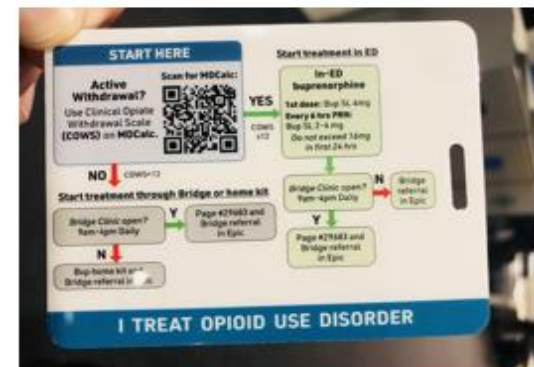 START HERE
Active
Withdrawal?
Use Clinical Opiate
Withdrawal Scale
(COWS) on MDCalc.
Scan for MDCalc:
YES
COWS
Start treatment in ED
In-ED
Buprenorphine
1st dose: Bup SL 4mg
Every 6 hrs PRN:
Bup SL 2-4 mg
Do not exceed 16mg
in first 24 hrs
NO
Start treatment through Bridge or home kit
Bridge Clinic open?
9am-4pm Daily
Y
Page #29683 and
Bridge referral
in Epic
N
Bup home kit and
Bridge referral in Epic
Bridge Clinic open?
9am-4pm Daily
N
Bridge
referral
in Epic
Y
Page #29683 and
Bridge referral
in Epic
I TREAT OPIOID USE DISORDER